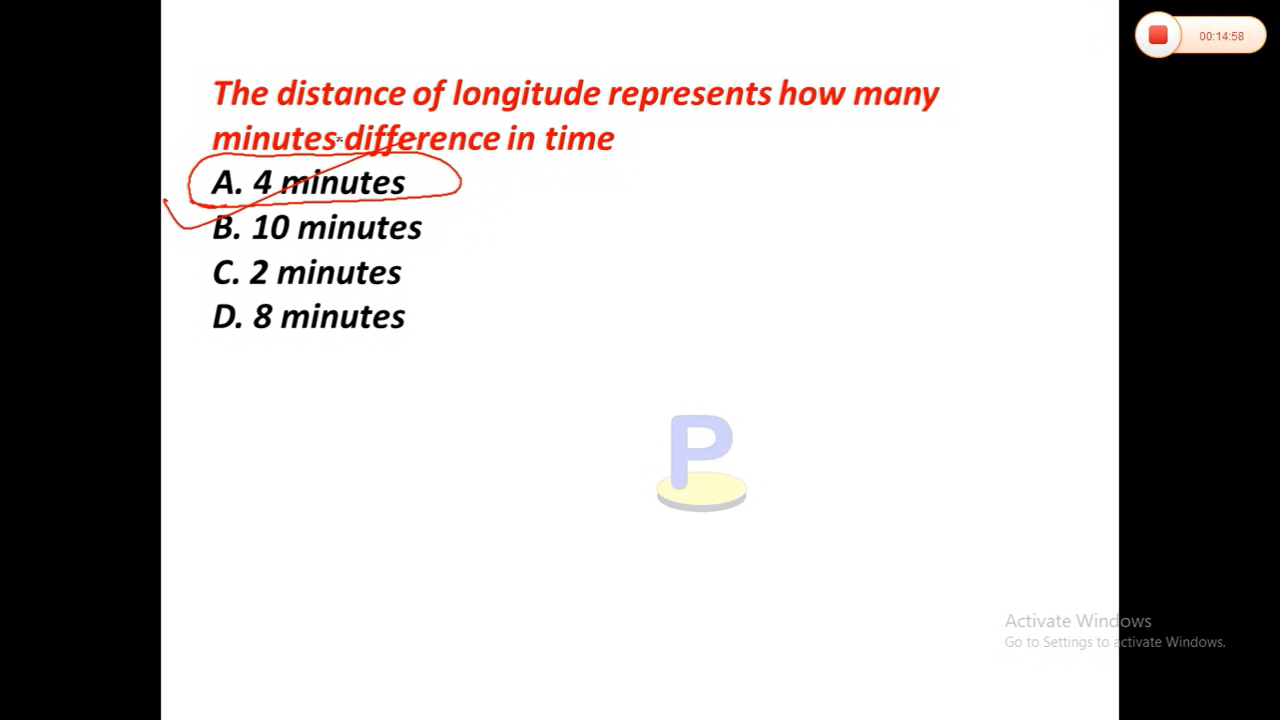 00:14:58
The distance of longitude represents how many
minutes difference in time
A. 4 minutes
B. 10 minutes
C. 2 minutes
D. 8 minutes
P
Activate Windows
Go to Settings to activate Windows.